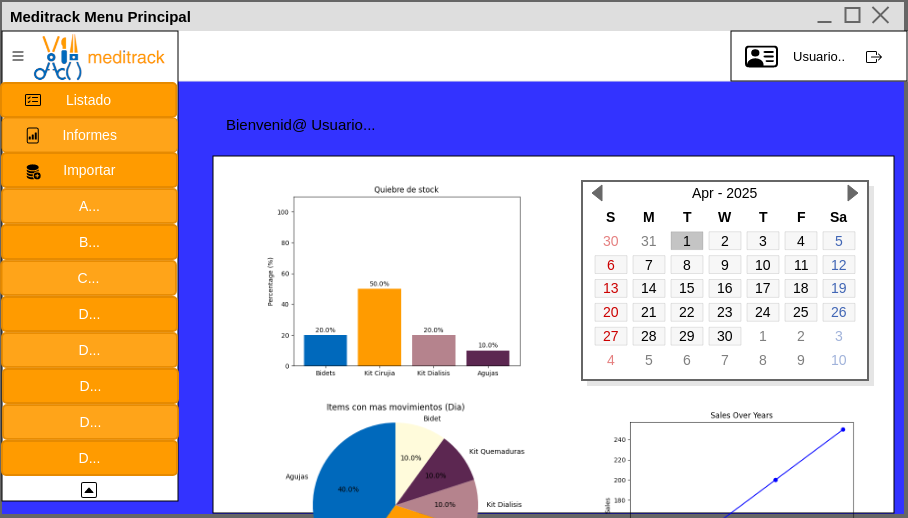 Meditrack Menu Principal
meditrack
Usuario..
Listado
Informes
Importar
A...
B...
C...
D...
D...
D...
D...
D...
Bienvenid@ Usuario...
Quiebre de stock
Percentage (%)
100
80
60
40
20
0
20.0%
50.0%
20.0%
10.0%
Bidets
Kit Cirujia
Kit Dialisis
Agujas
Apr - 2025
S M T W T F Sa
30 31 1 2 3 4 5
6 7 8 9 10 11 12
13 14 15 16 17 18 19
20 21 22 23 24 25 26
27 28 29 30 1 2 3
4 5 6 7 8 9 10
Items con mas movimientos (Dia)
Bidet
Kit Quemaduras
Agujas
Kit Dialisis
10.0%
10.0%
40.0%
10.0%
Sales Over Years
Sales
240
220
200
180